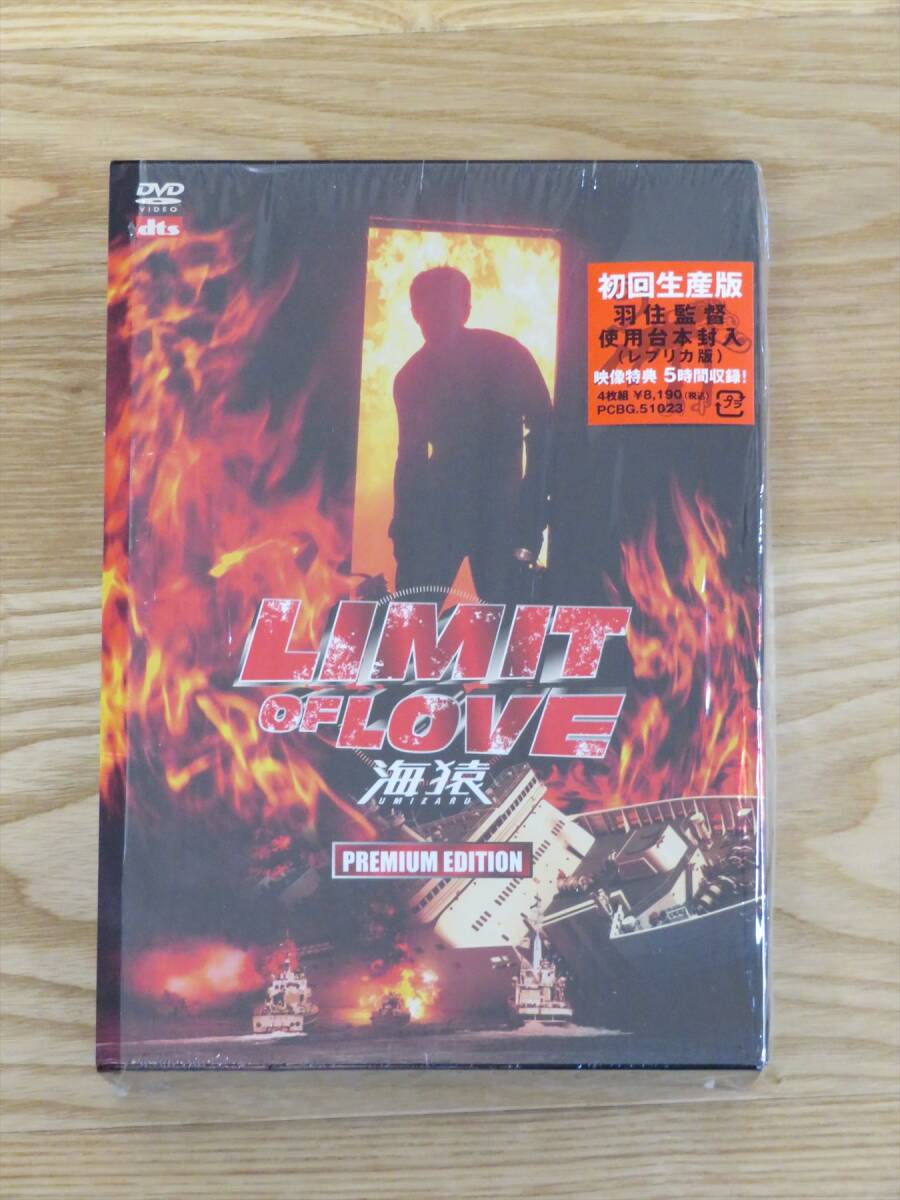 DVD
VIDEO
dts
初回生産版
羽住監督
使用台本封入
(レプリカ版)
映像特典 5時間収録!
4枚組 ¥8,190(税込)
PCBG.51023
プラ
LIMIT
OF LOVE
海猿
UMIZARU
PREMIUM EDITION